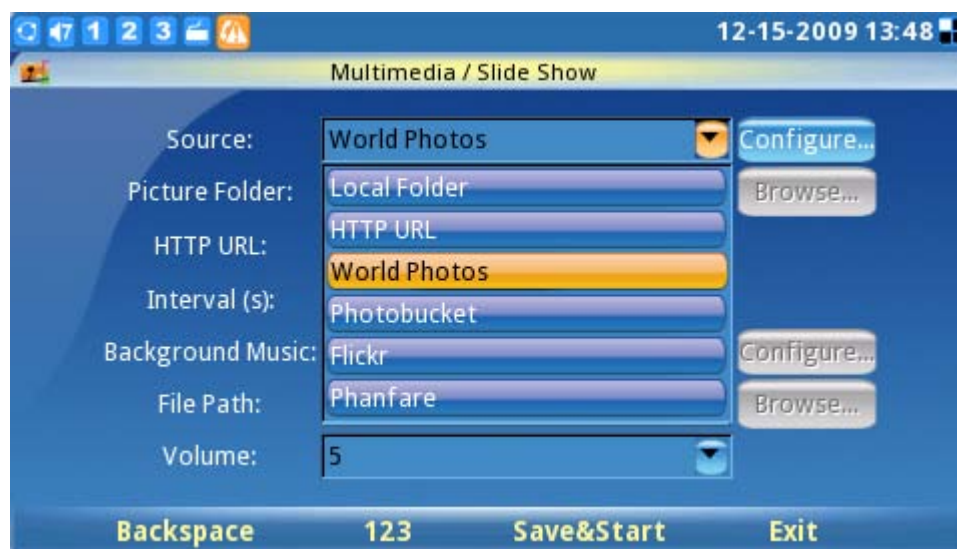 7 1 2 3 12-15-2009 13:48
Multimedia / Slide Show
Source: World Photos Configure...
Picture Folder: Local Folder Browse...
HTTP URL: HTTP URL
World Photos
Interval (s): Photobucket
Background Music: Flickr Configure...
File Path: Phanfare Browse...
Volume: 5
Backspace 123 Save&Start Exit